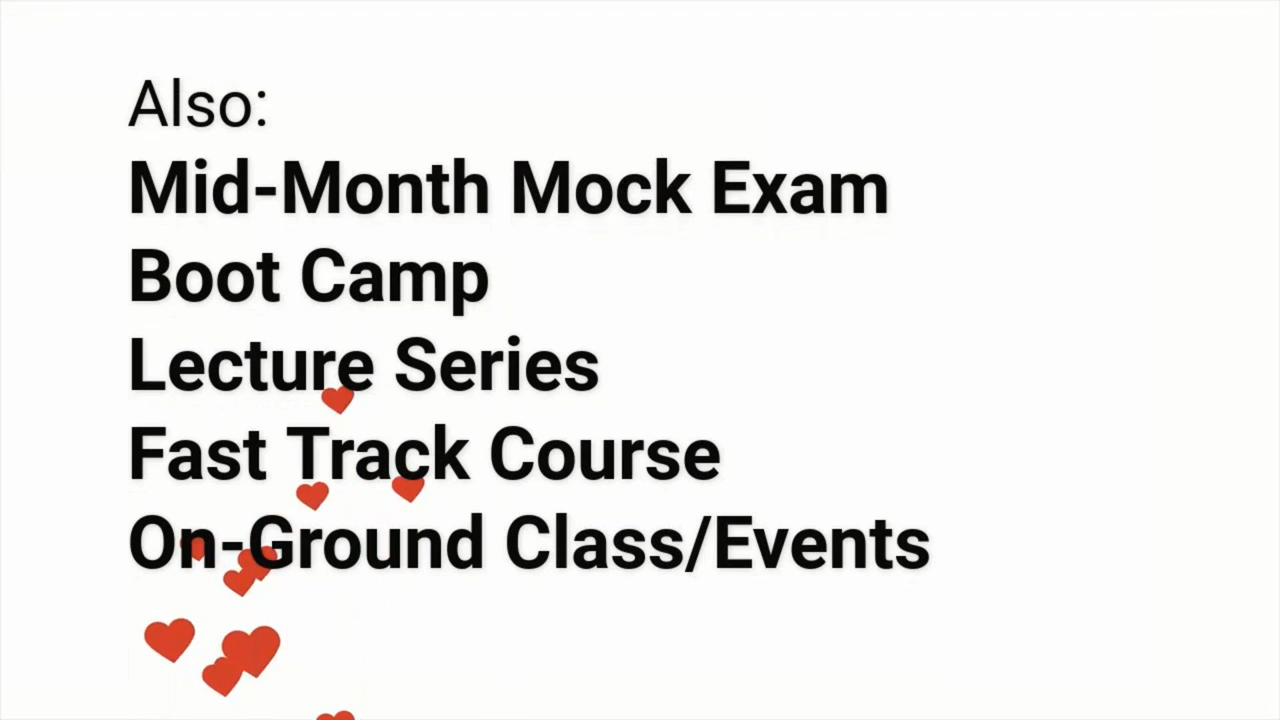 Also:
Mid-Month Mock Exam
Boot Camp
Lecture Series
Fast Track Course
On-Ground Class/Events